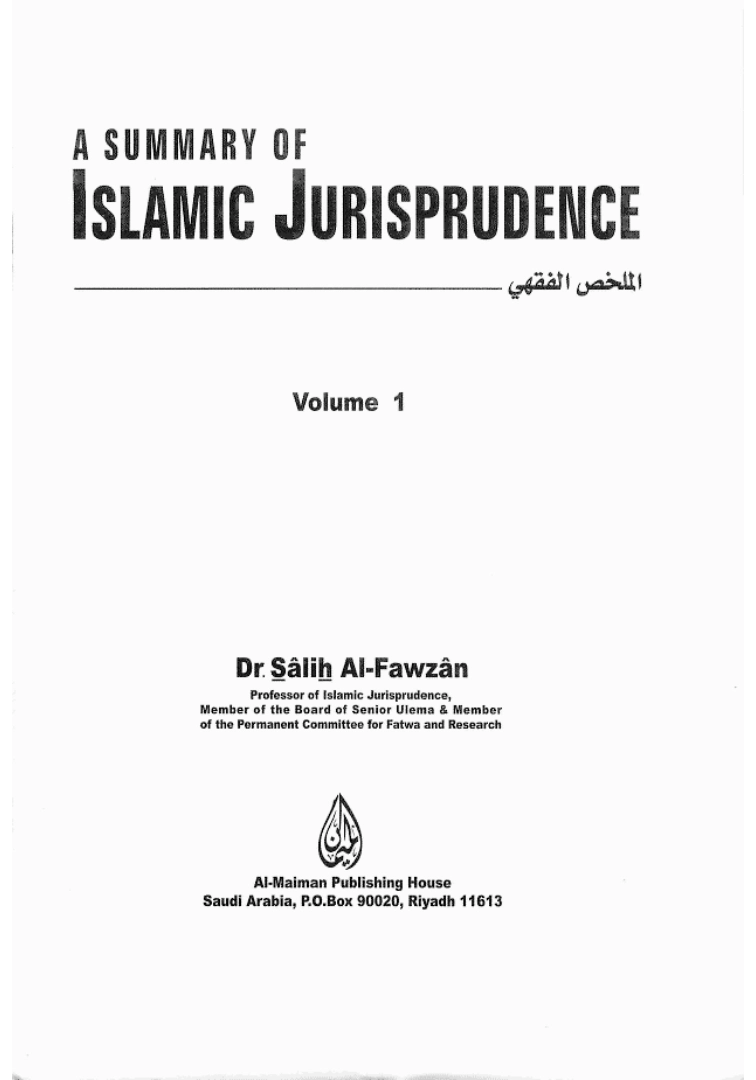 A SUMMARY OF
ISLAMIC JURISPRUDENCE
الملخص الفقهي
Volume 1
Dr. Sâlih Al-Fawzân
Professor of Islamic Jurisprudence,
Member of the Board of Senior Ulema & Member
of the Permanent Committee for Fatwa and Research
الميمان
Al-Maiman Publishing House
Saudi Arabia, P.O.Box 90020, Riyadh 11613